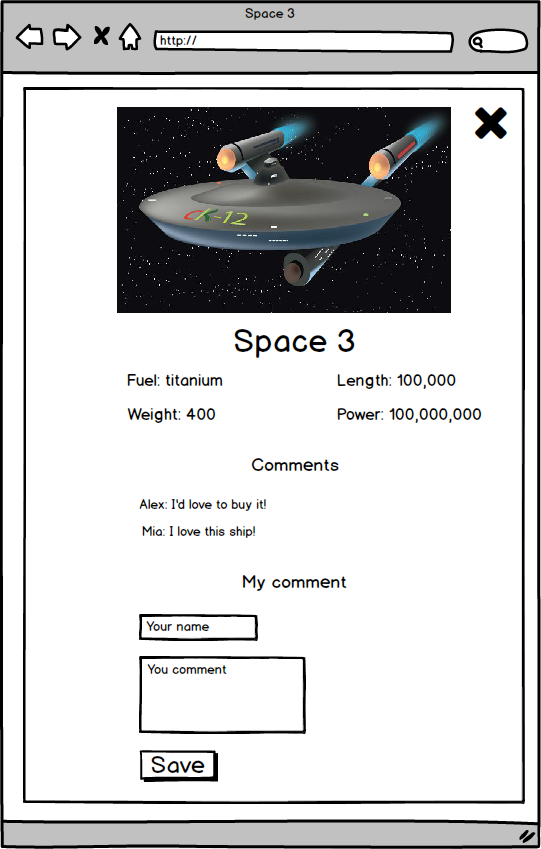 Space 3
http://
CK-12
Space 3
Fuel: titanium
Length: 100,000
Weight: 400
Power: 100,000,000
Comments
Alex: I'd love to buy it!
Mia: I love this ship!
My comment
Your name
You comment
Save